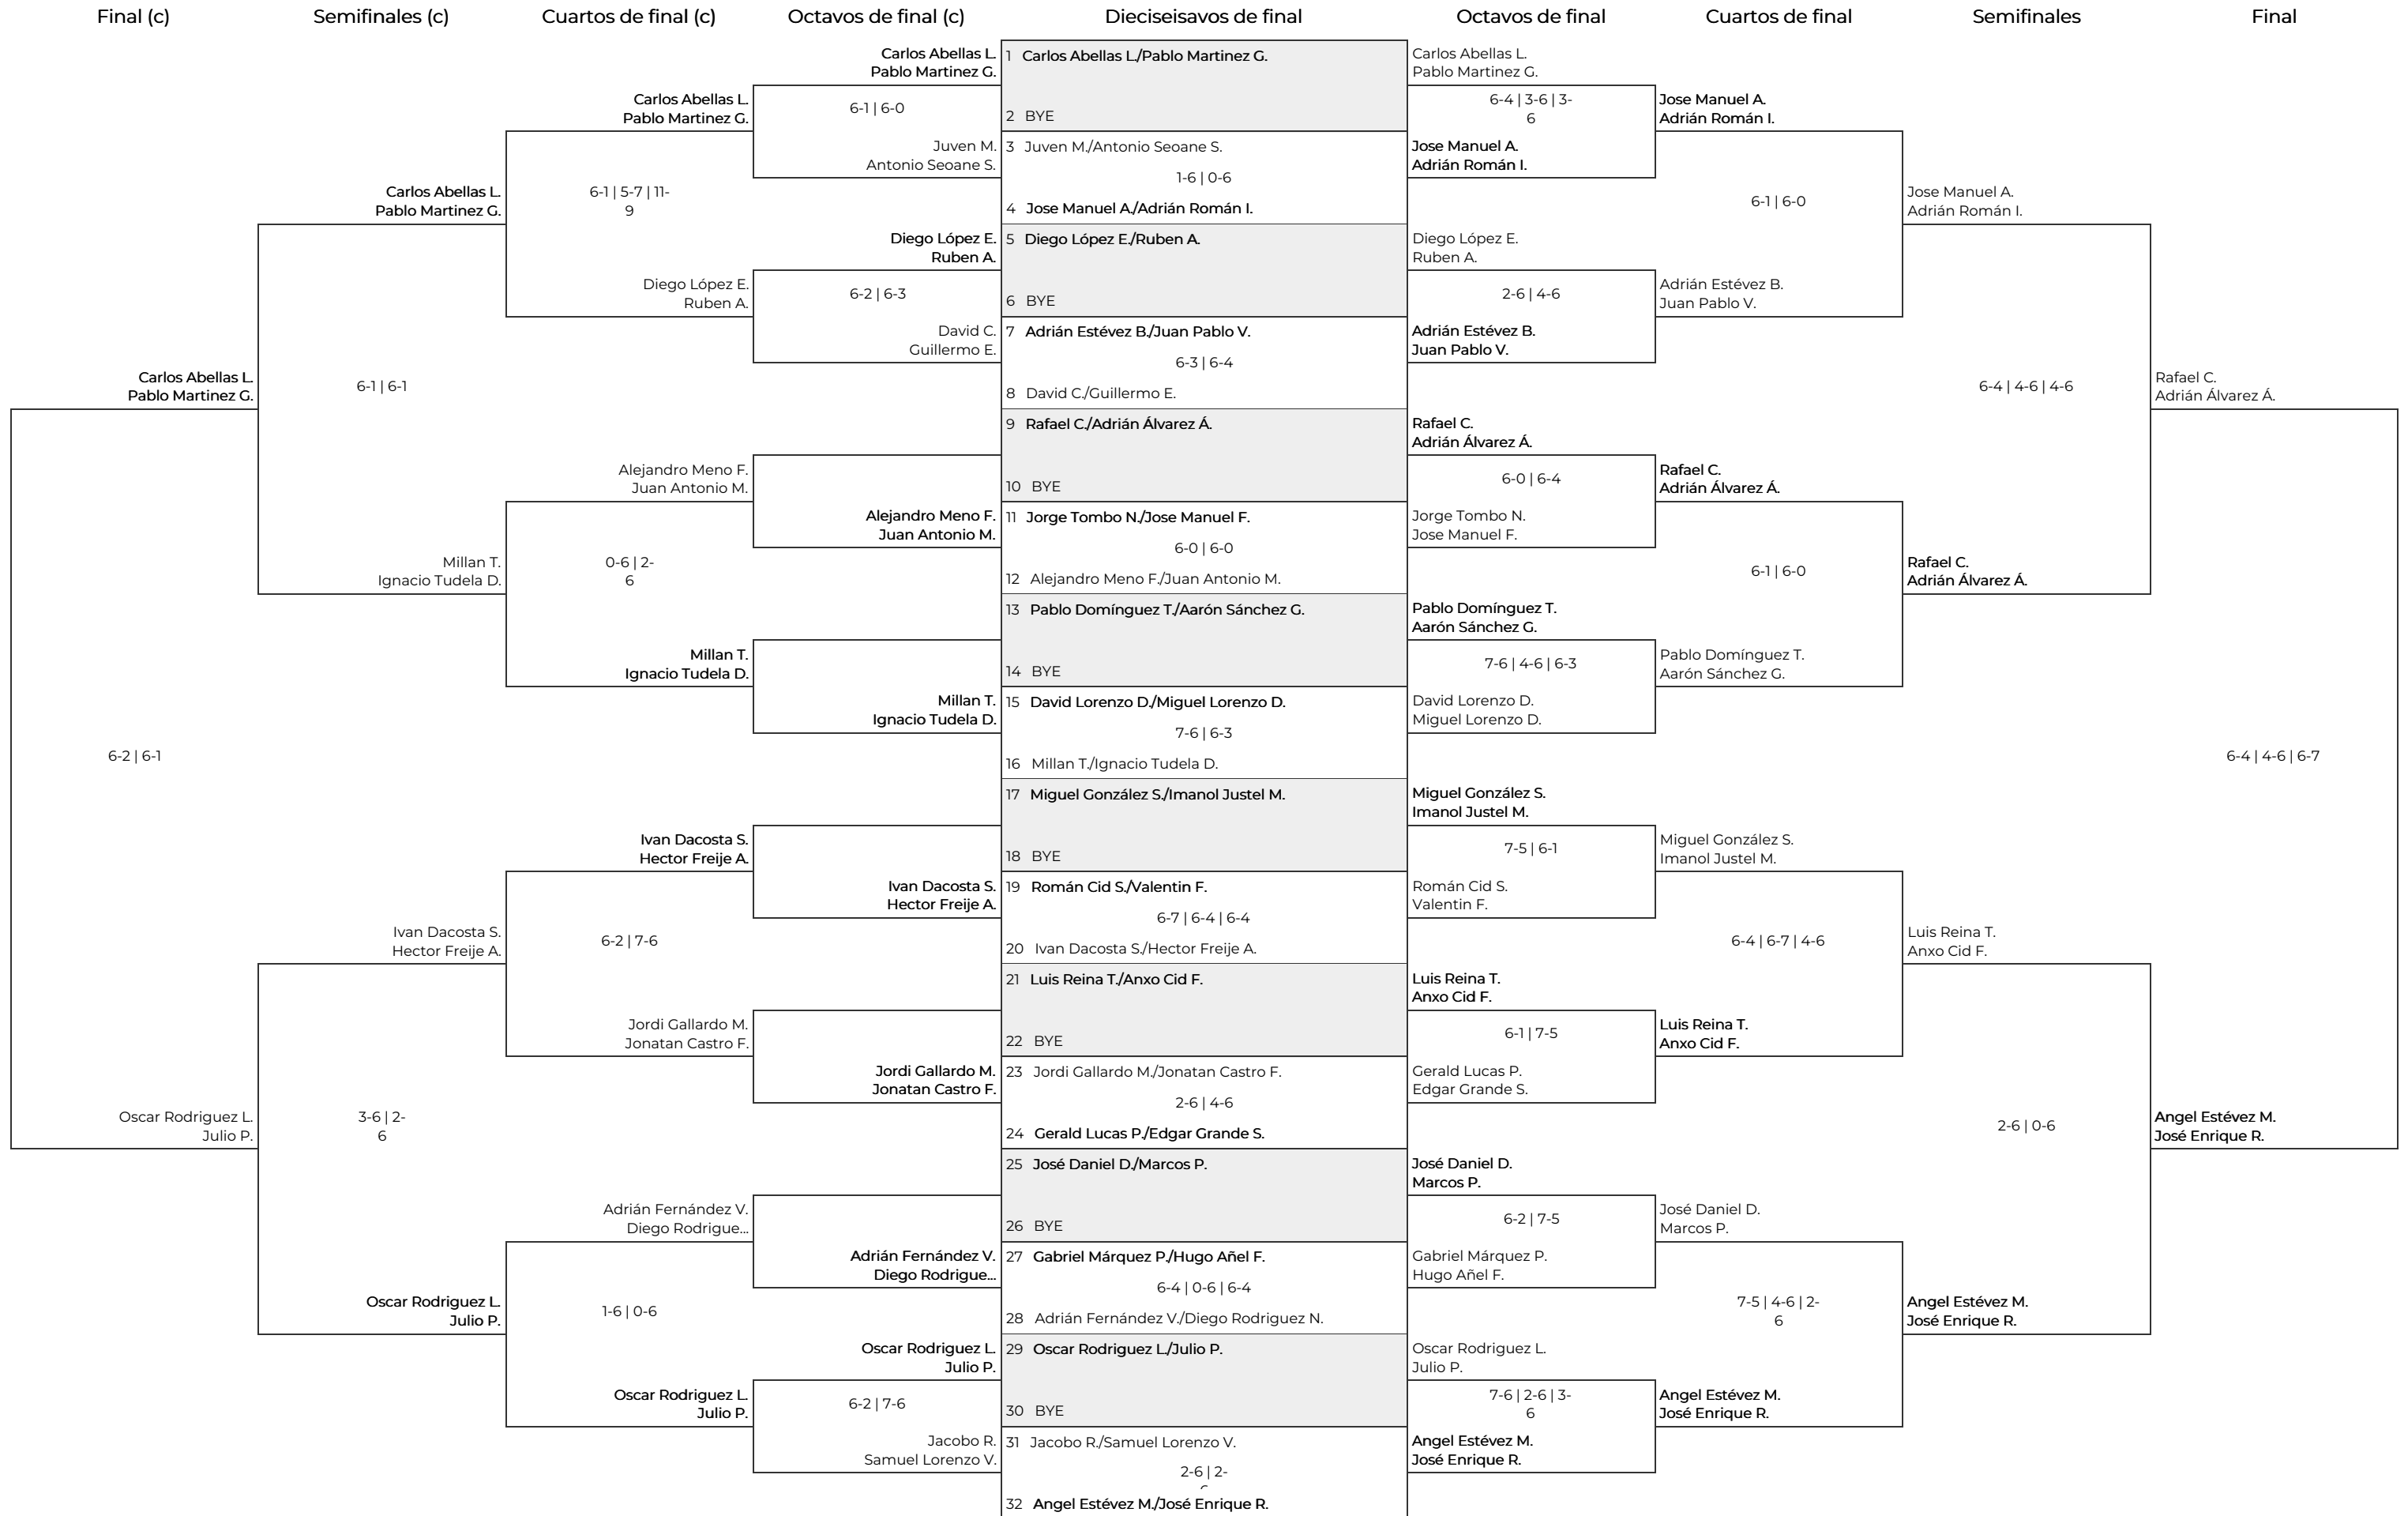 Final (c)
Semifinales (c)
Cuartos de final (c)
Octavos de final (c)
Dieciseisavos de final
Octavos de final
Cuartos de final
Semifinales
Final
Carlos Abellas L.
Pablo Martinez G.
6-2 | 6-1
Oscar Rodriguez L.
Julio P.
Carlos Abellas L.
Pablo Martinez G.
6-1 | 6-1
Millan T.
Ignacio Tudela D.
Ivan Dacosta S.
Hector Freije A.
3-6 | 2-
6
Oscar Rodriguez L.
Julio P.
Carlos Abellas L.
Pablo Martinez G.
6-1 | 5-7 | 11-
9
Diego López E.
Ruben A.
Alejandro Meno F.
Juan Antonio M.
0-6 | 2-
6
Millan T.
Ignacio Tudela D.
Ivan Dacosta S.
Hector Freije A.
6-2 | 7-6
Jordi Gallardo M.
Jonatan Castro F.
Adrián Fernández V.
Diego Rodrigue...
1-6 | 0-6
Oscar Rodriguez L.
Julio P.
Carlos Abellas L.
Pablo Martinez G.
6-1 | 6-0
Juven M.
Antonio Seoane S.
Diego López E.
Ruben A.
6-2 | 6-3
David C.
Guillermo E.
Alejandro Meno F.
Juan Antonio M.
Millan T.
Ignacio Tudela D.
Ivan Dacosta S.
Hector Freije A.
Jordi Gallardo M.
Jonatan Castro F.
Adrián Fernández V.
Diego Rodrigue...
Oscar Rodriguez L.
Julio P.
6-2 | 7-6
Jacobo R.
Samuel Lorenzo V.
1 Carlos Abellas L./Pablo Martinez G.
2 BYE
3 Juven M./Antonio Seoane S.
1-6 | 0-6
4 Jose Manuel A./Adrián Román I.
5 Diego López E./Ruben A.
6 BYE
7 Adrián Estévez B./Juan Pablo V.
6-3 | 6-4
8 David C./Guillermo E.
9 Rafael C./Adrián Álvarez Á.
10 BYE
11 Jorge Tombo N./Jose Manuel F.
6-0 | 6-0
12 Alejandro Meno F./Juan Antonio M.
13 Pablo Domínguez T./Aarón Sánchez G.
14 BYE
15 David Lorenzo D./Miguel Lorenzo D.
7-6 | 6-3
16 Millan T./Ignacio Tudela D.
17 Miguel González S./Imanol Justel M.
18 BYE
19 Román Cid S./Valentin F.
6-7 | 6-4 | 6-4
20 Ivan Dacosta S./Hector Freije A.
21 Luis Reina T./Anxo Cid F.
22 BYE
23 Jordi Gallardo M./Jonatan Castro F.
2-6 | 4-6
24 Gerald Lucas P./Edgar Grande S.
25 José Daniel D./Marcos P.
26 BYE
27 Gabriel Márquez P./Hugo Añel F.
6-4 | 0-6 | 6-4
28 Adrián Fernández V./Diego Rodriguez N.
29 Oscar Rodriguez L./Julio P.
30 BYE
31 Jacobo R./Samuel Lorenzo V.
2-6 | 2-
32 Angel Estévez M./José Enrique R.
Carlos Abellas L.
Pablo Martinez G.
6-4 | 3-6 | 3-
6
Jose Manuel A.
Adrián Román I.
Diego López E.
Ruben A.
2-6 | 4-6
Adrián Estévez B.
Juan Pablo V.
Rafael C.
Adrián Álvarez Á.
6-0 | 6-4
Jorge Tombo N.
Jose Manuel F.
Pablo Domínguez T.
Aarón Sánchez G.
7-6 | 4-6 | 6-3
David Lorenzo D.
Miguel Lorenzo D.
Miguel González S.
Imanol Justel M.
7-5 | 6-1
Román Cid S.
Valentin F.
Luis Reina T.
Anxo Cid F.
6-1 | 7-5
Gerald Lucas P.
Edgar Grande S.
José Daniel D.
Marcos P.
6-2 | 7-5
Gabriel Márquez P.
Hugo Añel F.
Oscar Rodriguez L.
Julio P.
7-6 | 2-6 | 3-
6
Angel Estévez M.
José Enrique R.
Jose Manuel A.
Adrián Román I.
6-1 | 6-0
Adrián Estévez B.
Juan Pablo V.
Rafael C.
Adrián Álvarez Á.
6-1 | 6-0
Pablo Domínguez T.
Aarón Sánchez G.
Miguel González S.
Imanol Justel M.
6-4 | 6-7 | 4-6
Luis Reina T.
Anxo Cid F.
José Daniel D.
Marcos P.
7-5 | 4-6 | 2-
6
Angel Estévez M.
José Enrique R.
Jose Manuel A.
Adrián Román I.
6-4 | 4-6 | 4-6
Rafael C.
Adrián Álvarez Á.
Luis Reina T.
Anxo Cid F.
2-6 | 0-6
Angel Estévez M.
José Enrique R.
Rafael C.
Adrián Álvarez Á.
6-4 | 4-6 | 6-7
Angel Estévez M.
José Enrique R.